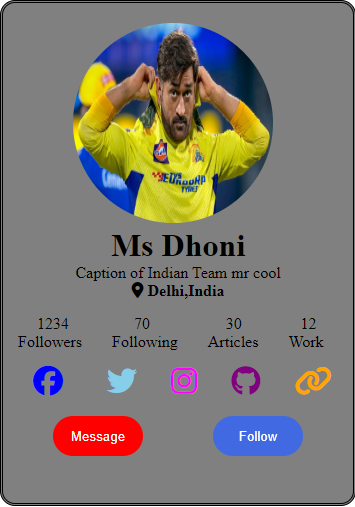 Ms Dhoni
Caption of Indian Team mr cool
Delhi,India
1234 70 30 12
Followers Following Articles Work
Message Follow